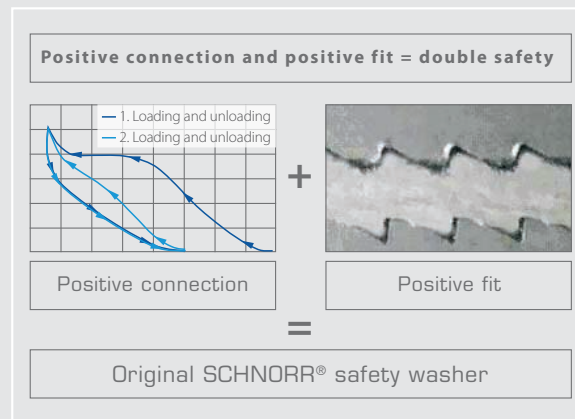 Positive connection and positive fit = double safety
1. Loading and unloading
2. Loading and unloading
+
Positive connection
Positive fit
=
Original SCHNORR® safety washer